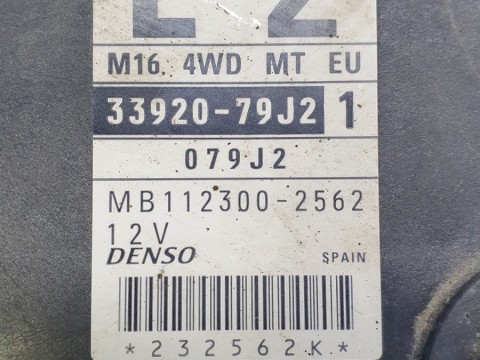 M16 4WD MT EU
33920-79J2 1
079J2
MB112300-2562
12V
DENSO SPAIN
*232562K*